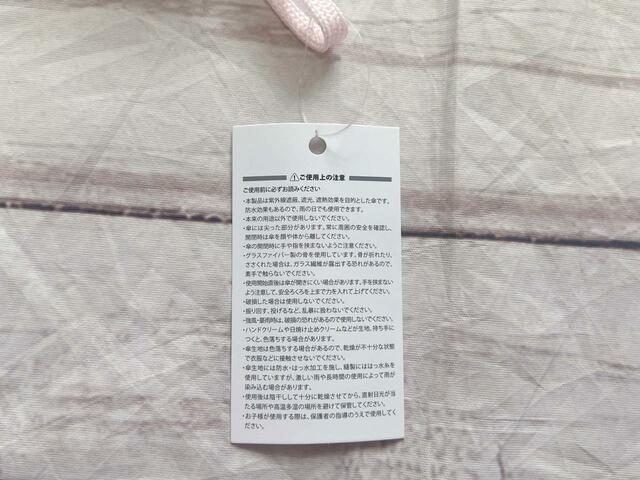 ⚠ご使用上の注意
ご使用前に必ずお読みください
・本製品は紫外線遮蔽、遮光、遮熱効果を目的とした傘です。
防水効果もあるので、雨の日でも使用できます。
・本来の用途以外で使用しないでください。
・傘には尖った部分があります。常に周囲の安全を確認し、
開閉時は傘を顔や体から離してください。
・傘の開閉時に手や指を挟まないようご注意ください。
・グラスファイバー製の骨を使用しています。骨が折れたり、
ささくれた場合は、ガラス繊維が露出する恐れがあるので、
素手で触らないでください。
・使用開始直後は傘が開きにくい場合があります。手を挟まない
よう注意して、安全ろくろを上まで力を入れて上げてください。
・破損した場合は使用しないでください。
・振り回す、投げるなど、乱暴に扱わないでください。
・強風・豪雨時は、破損の恐れがあるので使用しないでください。
・ハンドクリームや日焼け止めクリームなどが生地、持ち手に
つくと、色落ちする場合があります。
・傘生地は色落ちする場合があるので、乾燥が不十分な状態
で衣服などに接触させないでください。
・傘生地には防水・はっ水加工を施し、縫製にははっ水糸を
使用していますが、激しい雨や長時間の使用によって雨が
染み込む場合があります。
・使用後は陰干しして十分に乾燥させてから、直射日光が当
たる場所や高温多湿の場所を避けて保管してください。
・お子様が使用する際は、保護者の指導のうえで使用してく
ださい。